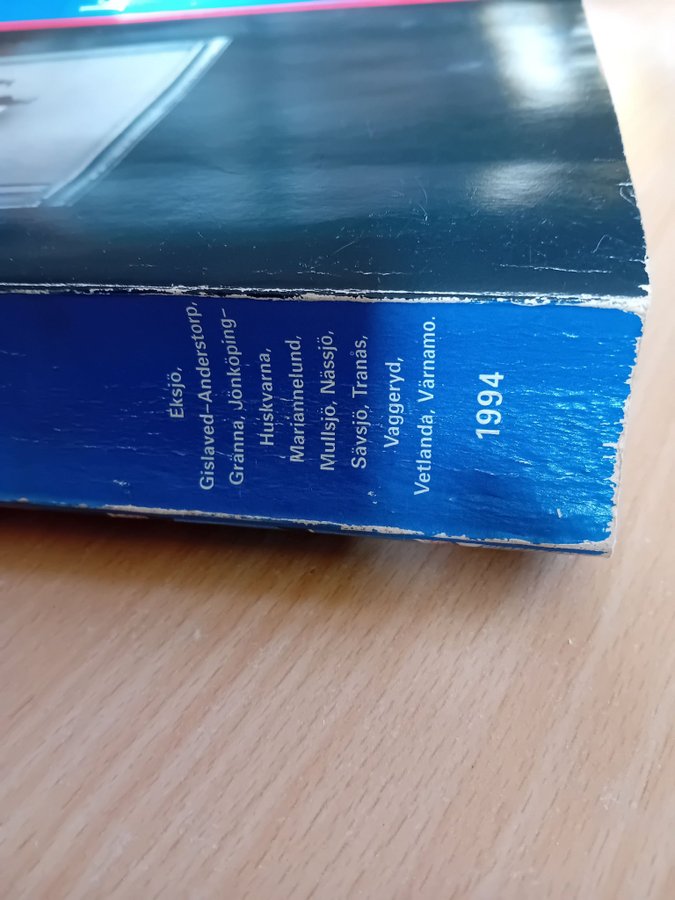 Eksjö,
Gislaved–Anderstorp,
Gränna, Jönköping–
Huskvarna,
Mariannelund,
Mullsjö, Nässjö,
Sävsjö, Tranås,
Vaggeryd,
Vetlanda, Värnamo.
1994